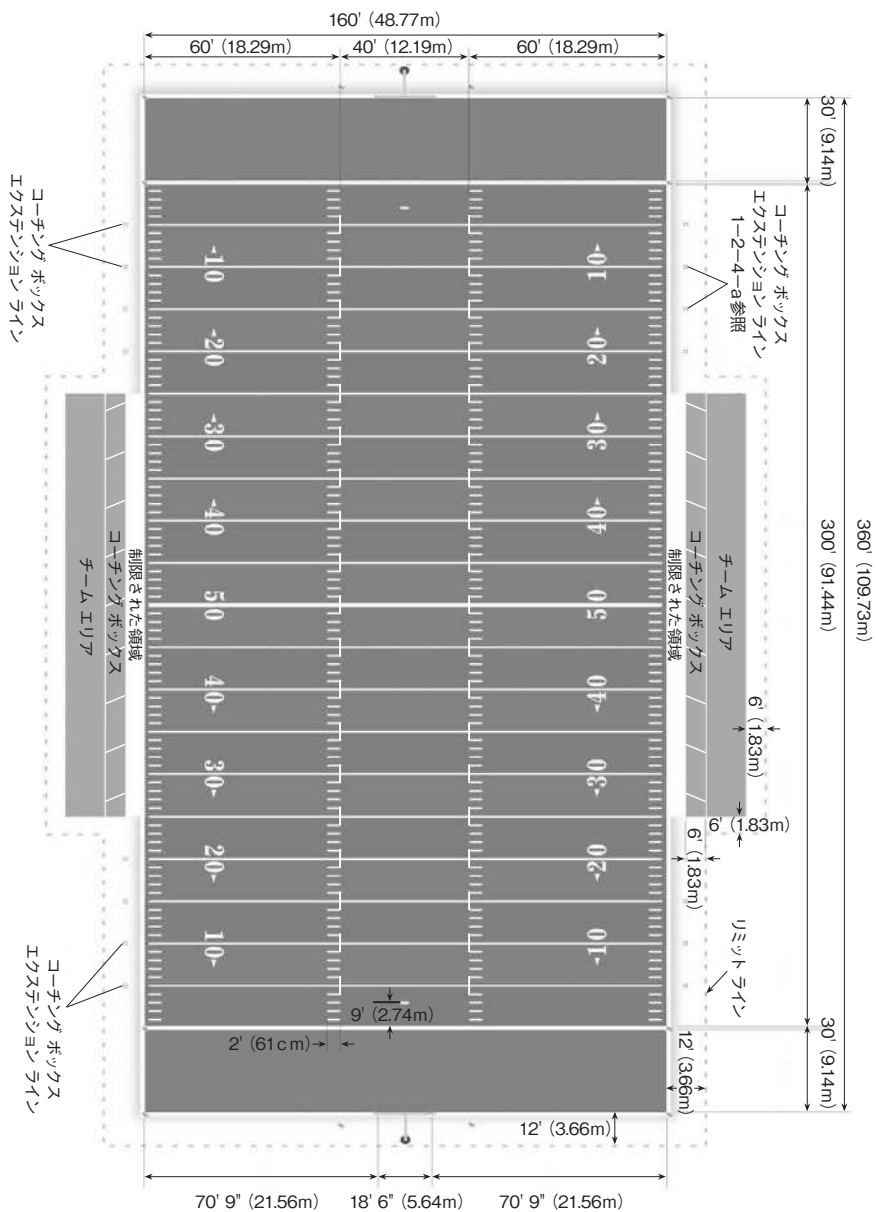 160' (48.77m)
60' (18.29m)
40' (12.19m)
60' (18.29m)
30' (9.14m)
360' (109.73m)
300' (91.44m)
コーチング ボックス
エクステンション ライン
コーチング ボックス
エクステンション ライン
1−2−4−a 参照
10
10
20
20
30
30
40
40
50
50
40
40
30
30
20
20
10
10
チーム エリア
コーチング ボックス
制限された領域
制限された領域
コーチング ボックス
チーム エリア
6' (1.83m)
6' (1.83m)
6' (1.83m)
リミット ライン
コーチング ボックス
エクステンション ライン
9' (2.74m)
2' (61cm)
12' (3.66m)
30' (9.14m)
12' (3.66m)
70' 9" (21.56m)
18' 6" (5.64m)
70' 9" (21.56m)